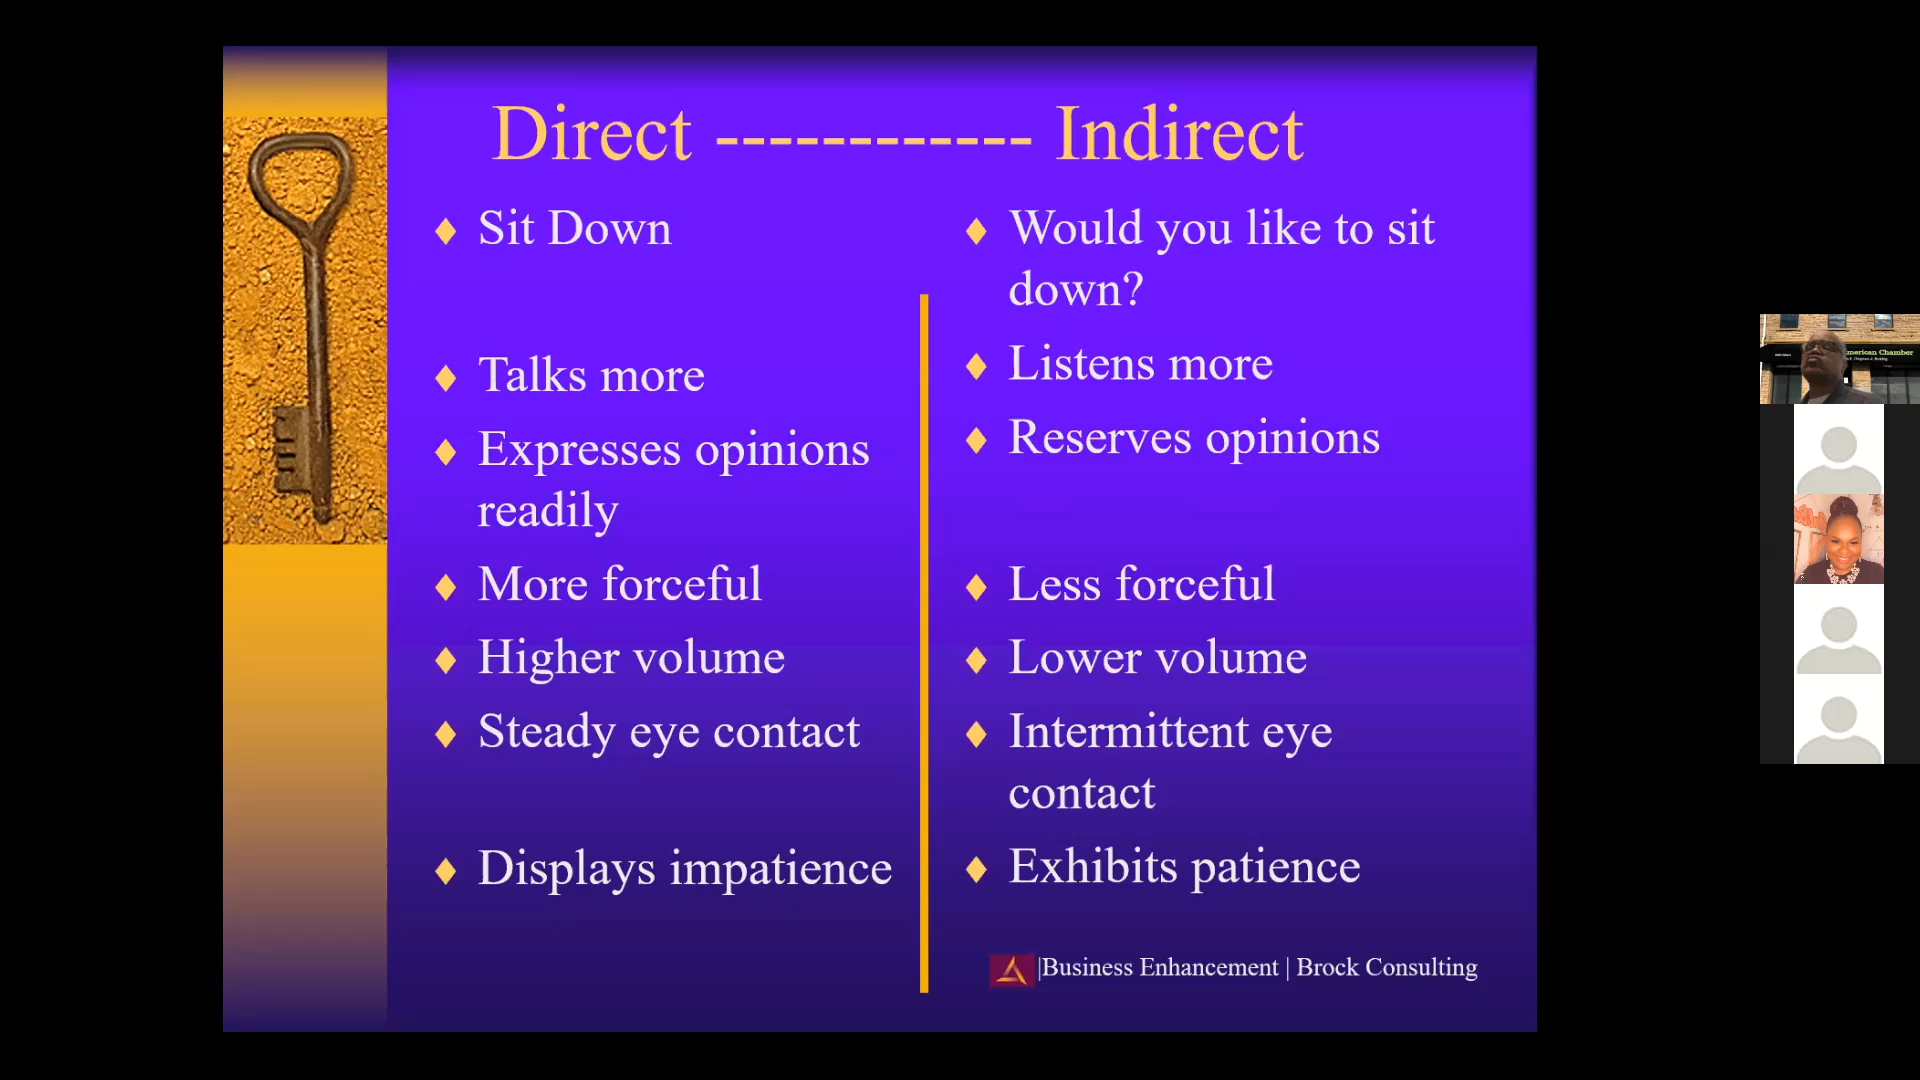 Direct ------------ Indirect
Sit Down
Talks more
Expresses opinions
readily
More forceful
Higher volume
Steady eye contact
Displays impatience
Would you like to sit
down?
Listens more
Reserves opinions
Less forceful
Lower volume
Intermittent eye
contact
Exhibits patience
|Business Enhancement | Brock Consulting
merican Chamber